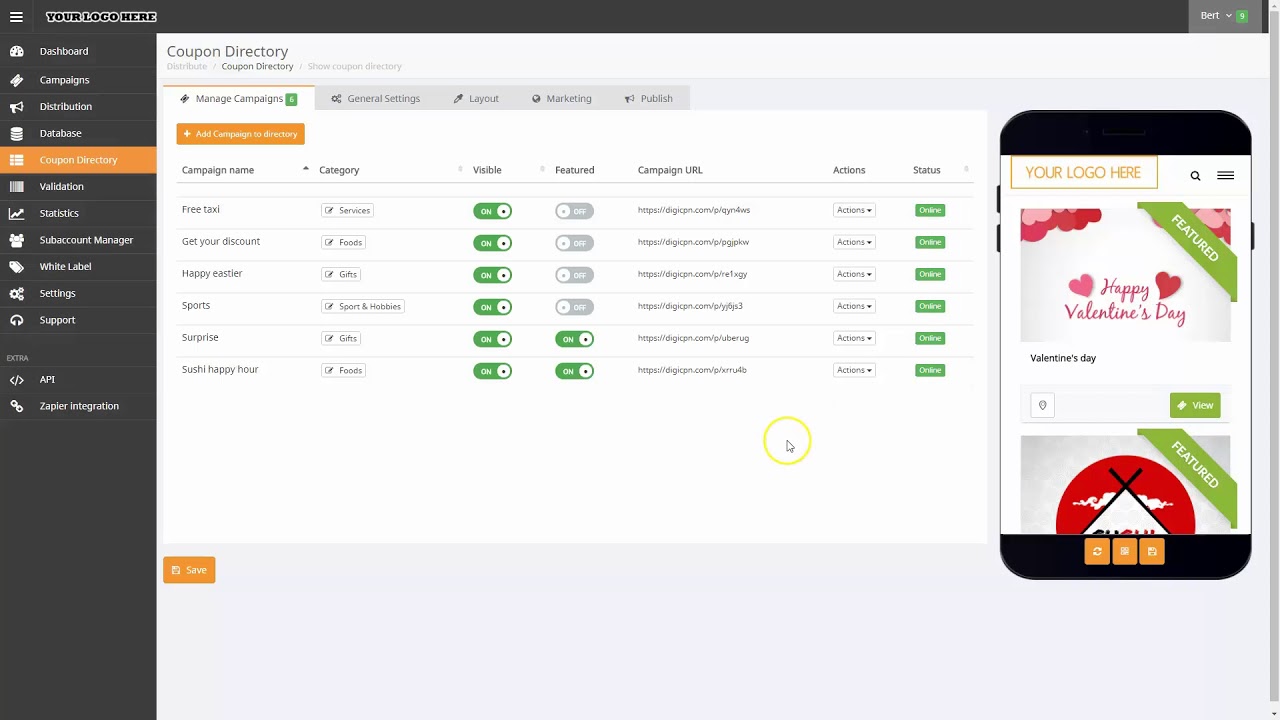 YOUR LOGO HERE
Bert 9
Dashboard
Campaigns
Distribution
Database
Coupon Directory
Validation
Statistics
Subaccount Manager
White Label
Settings
Support
EXTRA
API
Zapier integration
Coupon Directory
Distribute / Coupon Directory / Show coupon directory
Manage Campaigns 6 General Settings Layout Marketing Publish
Add Campaign to directory
Campaign name Category Visible Featured Campaign URL Actions Status
Free taxi Services ON OFF https://digicpn.com/p/qyn4ws Actions Online
Get your discount Foods ON OFF https://digicpn.com/p/pgjpkw Actions Online
Happy eastier Gifts ON OFF https://digicpn.com/p/re1xgy Actions Online
Sports Sport & Hobbies ON OFF https://digicpn.com/p/yj6js3 Actions Online
Surprise Gifts ON ON https://digicpn.com/p/uberug Actions Online
Sushi happy hour Foods ON ON https://digicpn.com/p/xrru4b Actions Online
Save
YOUR LOGO HERE
FEATURED
Happy
Valentine's Day
Valentine's day
View
FEATURED